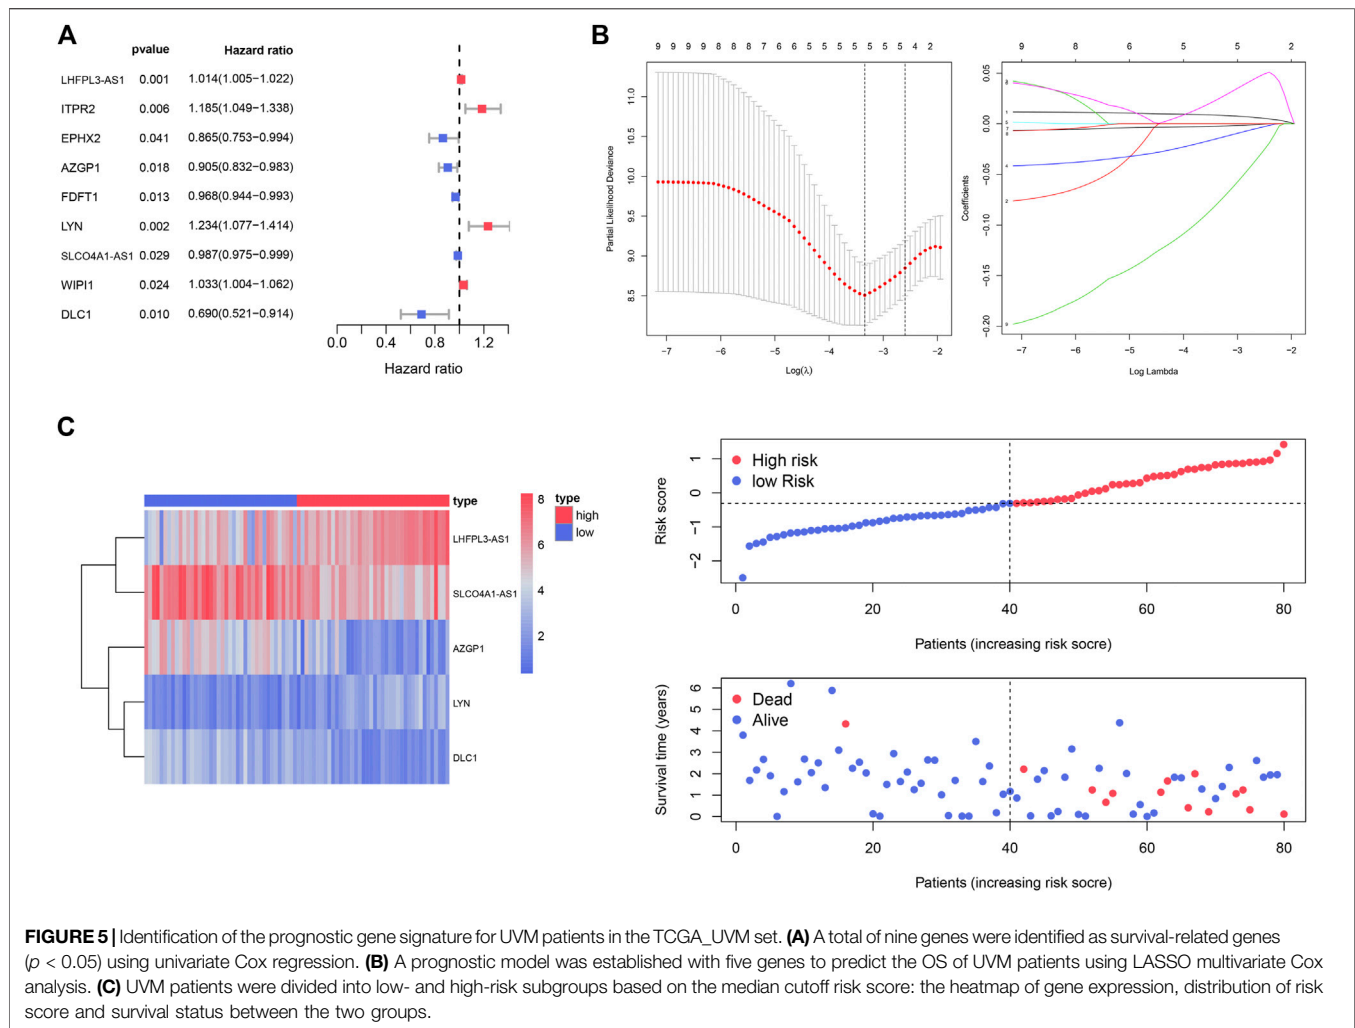 A
pvalue Hazard ratio
LHFPL3-AS1 0.001 1.014(1.005−1.022)
ITPR2 0.006 1.185(1.049−1.338)
EPHX2 0.041 0.865(0.753−0.994)
AZGP1 0.018 0.905(0.832−0.983)
FDFT1 0.013 0.968(0.944−0.993)
LYN 0.002 1.234(1.077−1.414)
SLCO4A1-AS1 0.029 0.987(0.975−0.999)
WIPI1 0.024 1.033(1.004−1.062)
DLC1 0.010 0.690(0.521−0.914)
0.0 0.4 0.8 1.2
Hazard ratio
B
9 9 9 9 8 8 8 7 6 6 5 5 5 5 5 5 4 2
11.0
10.5
10.0
9.5
9.0
8.5
Partial Likelihood Deviance
−7 −6 −5 −4 −3 −2
Log(λ)
9 8 6 5 5 2
0.05
0.00
−0.05
−0.10
−0.15
−0.20
Coefficients
−7 −6 −5 −4 −3 −2
Log Lambda
C
type
LHFPL3-AS1
SLCO4A1-AS1
AZGP1
LYN
DLC1
8
6
4
2
type
high
low
High risk
low Risk
1
0
−1
−2
Risk score
0 20 40 60 80
Patients (increasing risk socre)
Dead
Alive
6
5
4
3
2
1
0
Survival time (years)
0 20 40 60 80
Patients (increasing risk socre)
FIGURE 5 | Identification of the prognostic gene signature for UVM patients in the TCGA_UVM set. (A) A total of nine genes were identified as survival-related genes
(p < 0.05) using univariate Cox regression. (B) A prognostic model was established with five genes to predict the OS of UVM patients using LASSO multivariate Cox
analysis. (C) UVM patients were divided into low- and high-risk subgroups based on the median cutoff risk score: the heatmap of gene expression, distribution of risk
score and survival status between the two groups.